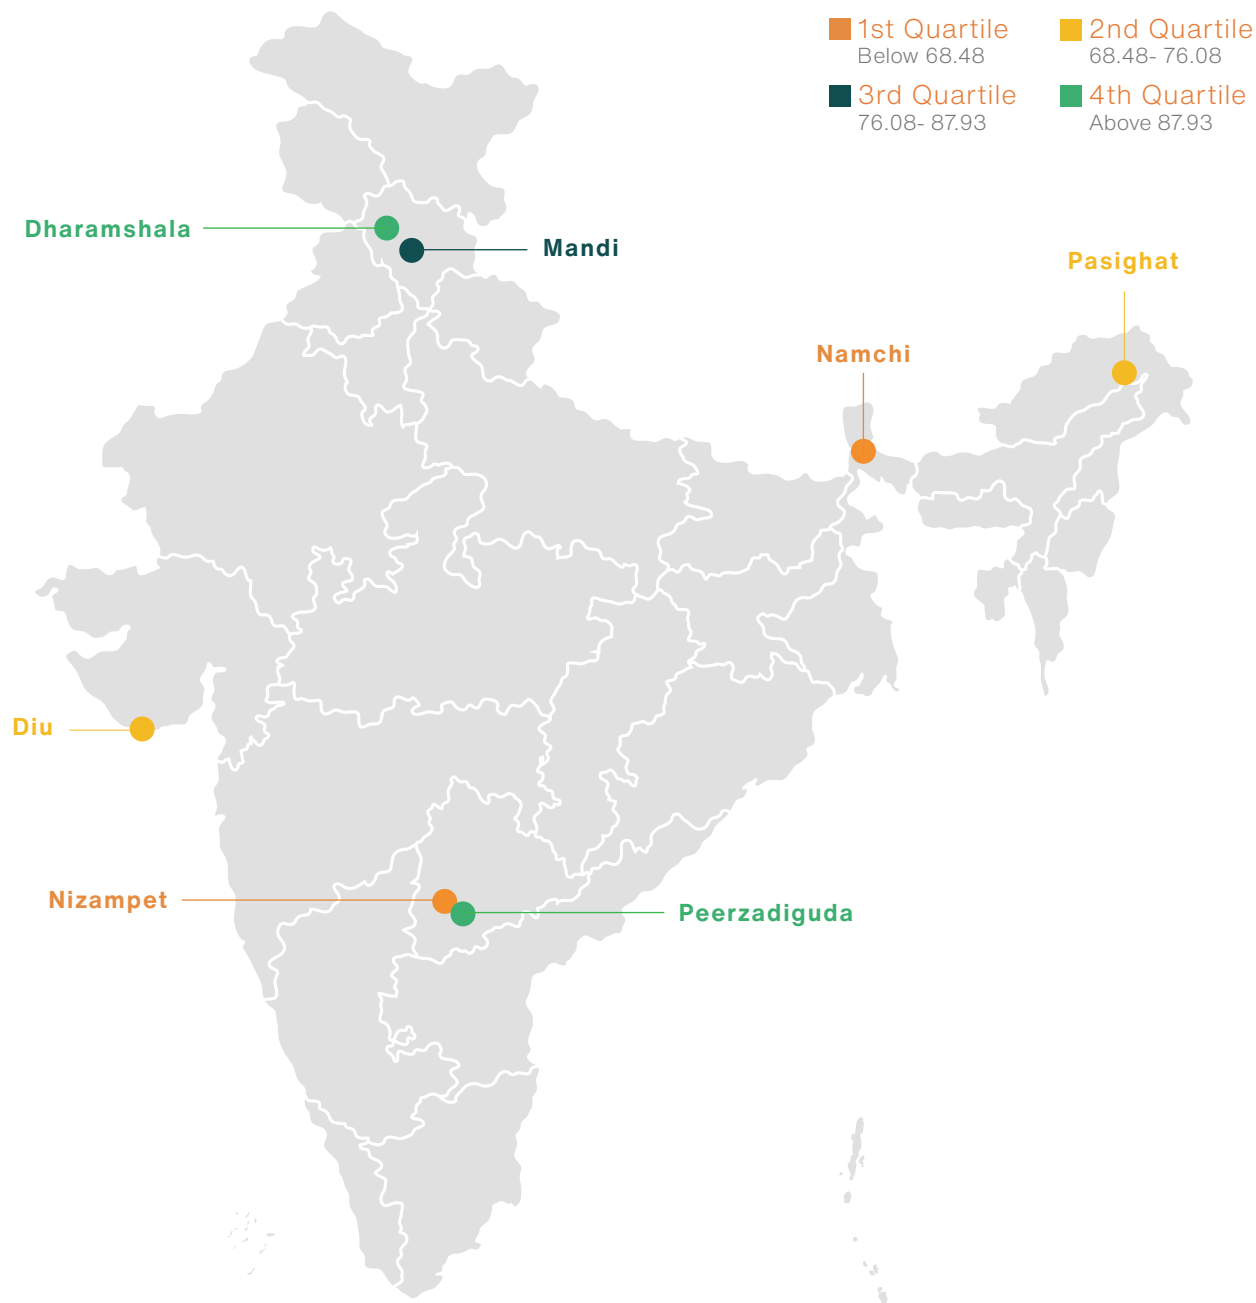 1st Quartile
Below 68.48
2nd Quartile
68.48- 76.08
3rd Quartile
76.08- 87.93
4th Quartile
Above 87.93
Dharamshala
Mandi
Pasighat
Namchi
Diu
Nizampet
Peerzadiguda